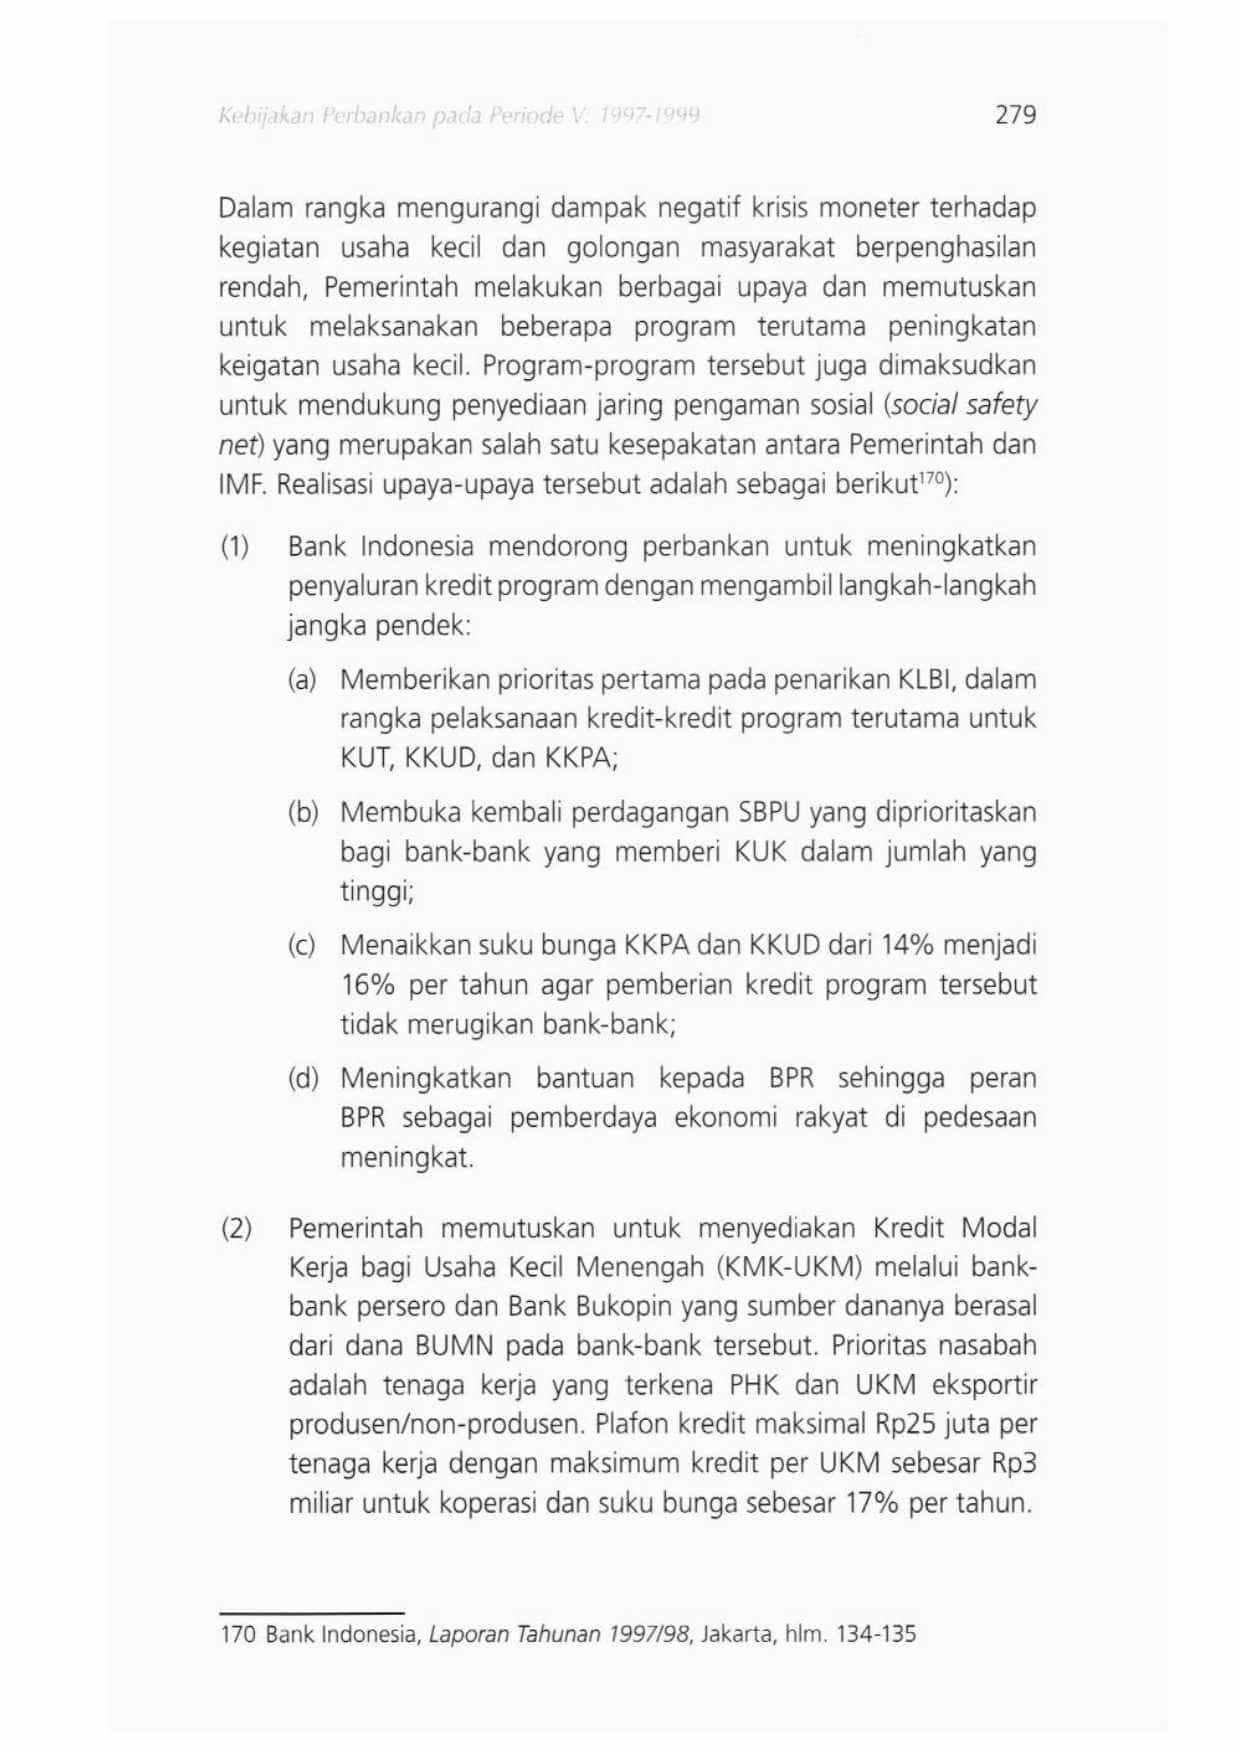 Kebijakan Perbankan pada Periode V: 1997-1999 279
Dalam rangka mengurangi dampak negatif krisis moneter terhadap
kegiatan usaha kecil dan golongan masyarakat berpenghasilan
rendah, Pemerintah melakukan berbagai upaya dan memutuskan
untuk melaksanakan beberapa program terutama peningkatan
keigatan usaha kecil. Program-program tersebut juga dimaksudkan
untuk mendukung penyediaan jaring pengaman sosial (social safety
net) yang merupakan salah satu kesepakatan antara Pemerintah dan
IMF. Realisasi upaya-upaya tersebut adalah sebagai berikut¹⁷⁰):
(1) Bank Indonesia mendorong perbankan untuk meningkatkan
penyaluran kredit program dengan mengambil langkah-langkah
jangka pendek:
(a) Memberikan prioritas pertama pada penarikan KLBI, dalam
rangka pelaksanaan kredit-kredit program terutama untuk
KUT, KKUD, dan KKPA;
(b) Membuka kembali perdagangan SBPU yang diprioritaskan
bagi bank-bank yang memberi KUK dalam jumlah yang
tinggi;
(c) Menaikkan suku bunga KKPA dan KKUD dari 14% menjadi
16% per tahun agar pemberian kredit program tersebut
tidak merugikan bank-bank;
(d) Meningkatkan bantuan kepada BPR sehingga peran
BPR sebagai pemberdaya ekonomi rakyat di pedesaan
meningkat.
(2) Pemerintah memutuskan untuk menyediakan Kredit Modal
Kerja bagi Usaha Kecil Menengah (KMK-UKM) melalui bank-
bank persero dan Bank Bukopin yang sumber dananya berasal
dari dana BUMN pada bank-bank tersebut. Prioritas nasabah
adalah tenaga kerja yang terkena PHK dan UKM eksportir
produsen/non-produsen. Plafon kredit maksimal Rp25 juta per
tenaga kerja dengan maksimum kredit per UKM sebesar Rp3
miliar untuk koperasi dan suku bunga sebesar 17% per tahun.
170 Bank Indonesia, Laporan Tahunan 1997/98, Jakarta, hlm. 134-135